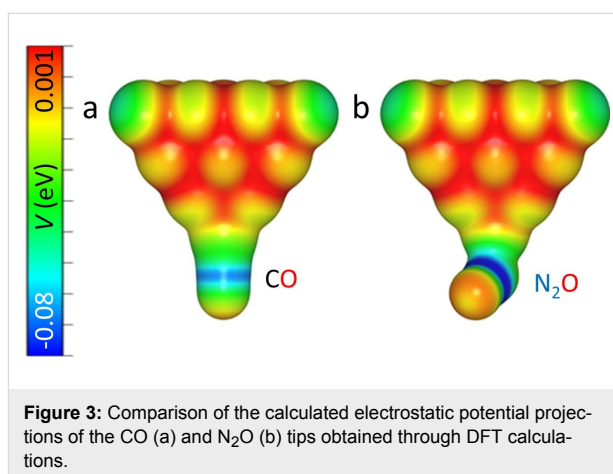 0.001
V (eV)
-0.08
a
b
CO
N₂O
Figure 3: Comparison of the calculated electrostatic potential projec-
tions of the CO (a) and N₂O (b) tips obtained through DFT calcula-
tions.